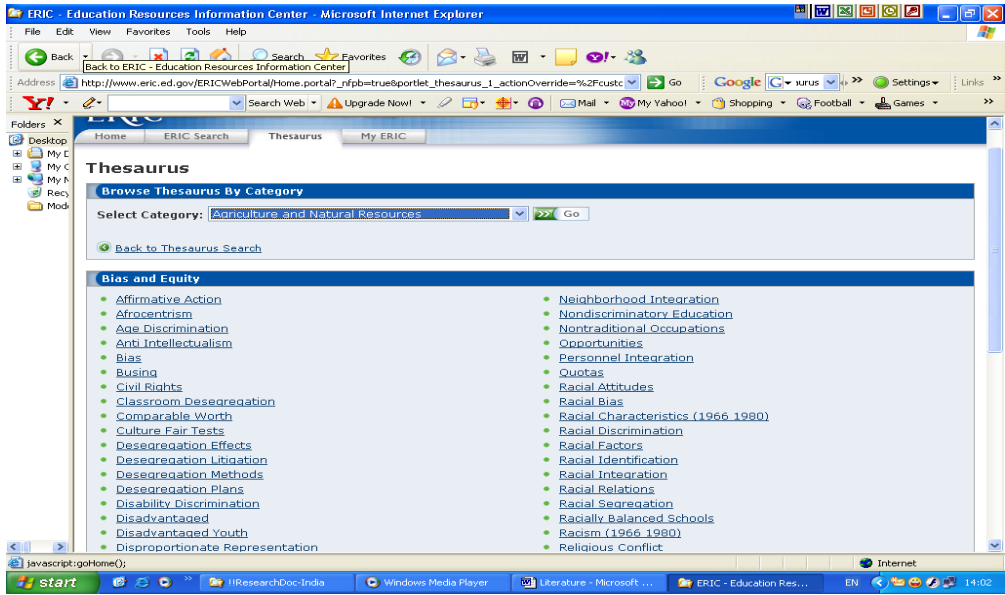 ERIC - Education Resources Information Center - Microsoft Internet Explorer
File Edit View Favorites Tools Help
Back Search Favorites
Back to ERIC - Education Resources Information Center
Address http://www.eric.ed.gov/ERICWebPortal/Home.portal?_nfpb=true&portlet_thesaurus_1_actionOverride=%2Fcustc Go Google G urus >> Settings Links >>
Y! Search Web Upgrade Now! Mail My Yahoo! Shopping Football Games >>
Folders X
Desktop
My D
My C
My N
Recy
Mode
ERIC
Home ERIC Search Thesaurus My ERIC
Thesaurus
Browse Thesaurus By Category
Select Category: Agriculture and Natural Resources Go
Back to Thesaurus Search
Bias and Equity
Affirmative Action
Afrocentrism
Age Discrimination
Anti Intellectualism
Bias
Busing
Civil Rights
Classroom Desegregation
Comparable Worth
Culture Fair Tests
Desegregation Effects
Desegregation Litigation
Desegregation Methods
Desegregation Plans
Disability Discrimination
Disadvantaged
Disadvantaged Youth
Disproportionate Representation
Neighborhood Integration
Nondiscriminatory Education
Nontraditional Occupations
Opportunities
Personnel Integration
Quotas
Racial Attitudes
Racial Bias
Racial Characteristics (1966 1980)
Racial Discrimination
Racial Factors
Racial Identification
Racial Integration
Racial Relations
Racial Segregation
Racially Balanced Schools
Racism (1966 1980)
Religious Conflict
javascript:goHome(); Internet
start >> !!ResearchDoc-India Windows Media Player Literature - Microsoft ... ERIC - Education Res... EN 14:02